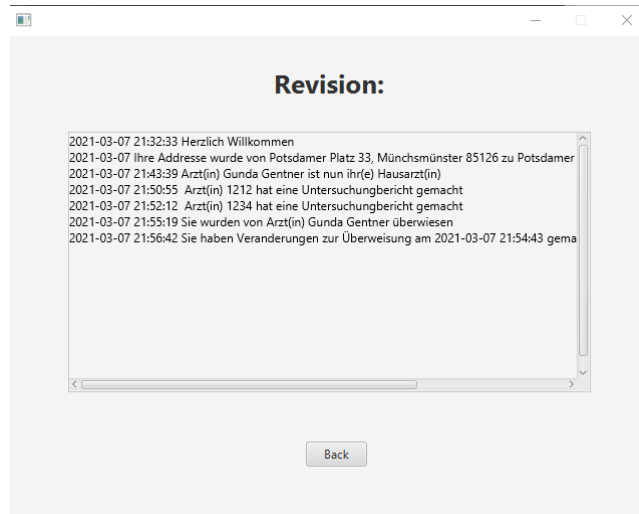 Revision:
2021-03-07 21:32:33 Herzlich Willkommen
2021-03-07 Ihre Addresse wurde von Potsdamer Platz 33, Münchsmünster 85126 zu Potsdamer
2021-03-07 21:43:39 Arzt(in) Gunda Gentner ist nun ihr(e) Hausarzt(in)
2021-03-07 21:50:55  Arzt(in) 1212 hat eine Untersuchungbericht gemacht
2021-03-07 21:52:12  Arzt(in) 1234 hat eine Untersuchungbericht gemacht
2021-03-07 21:55:19 Sie wurden von Arzt(in) Gunda Gentner überwiesen
2021-03-07 21:56:42 Sie haben Veranderungen zur Überweisung am 2021-03-07 21:54:43 gema
Back